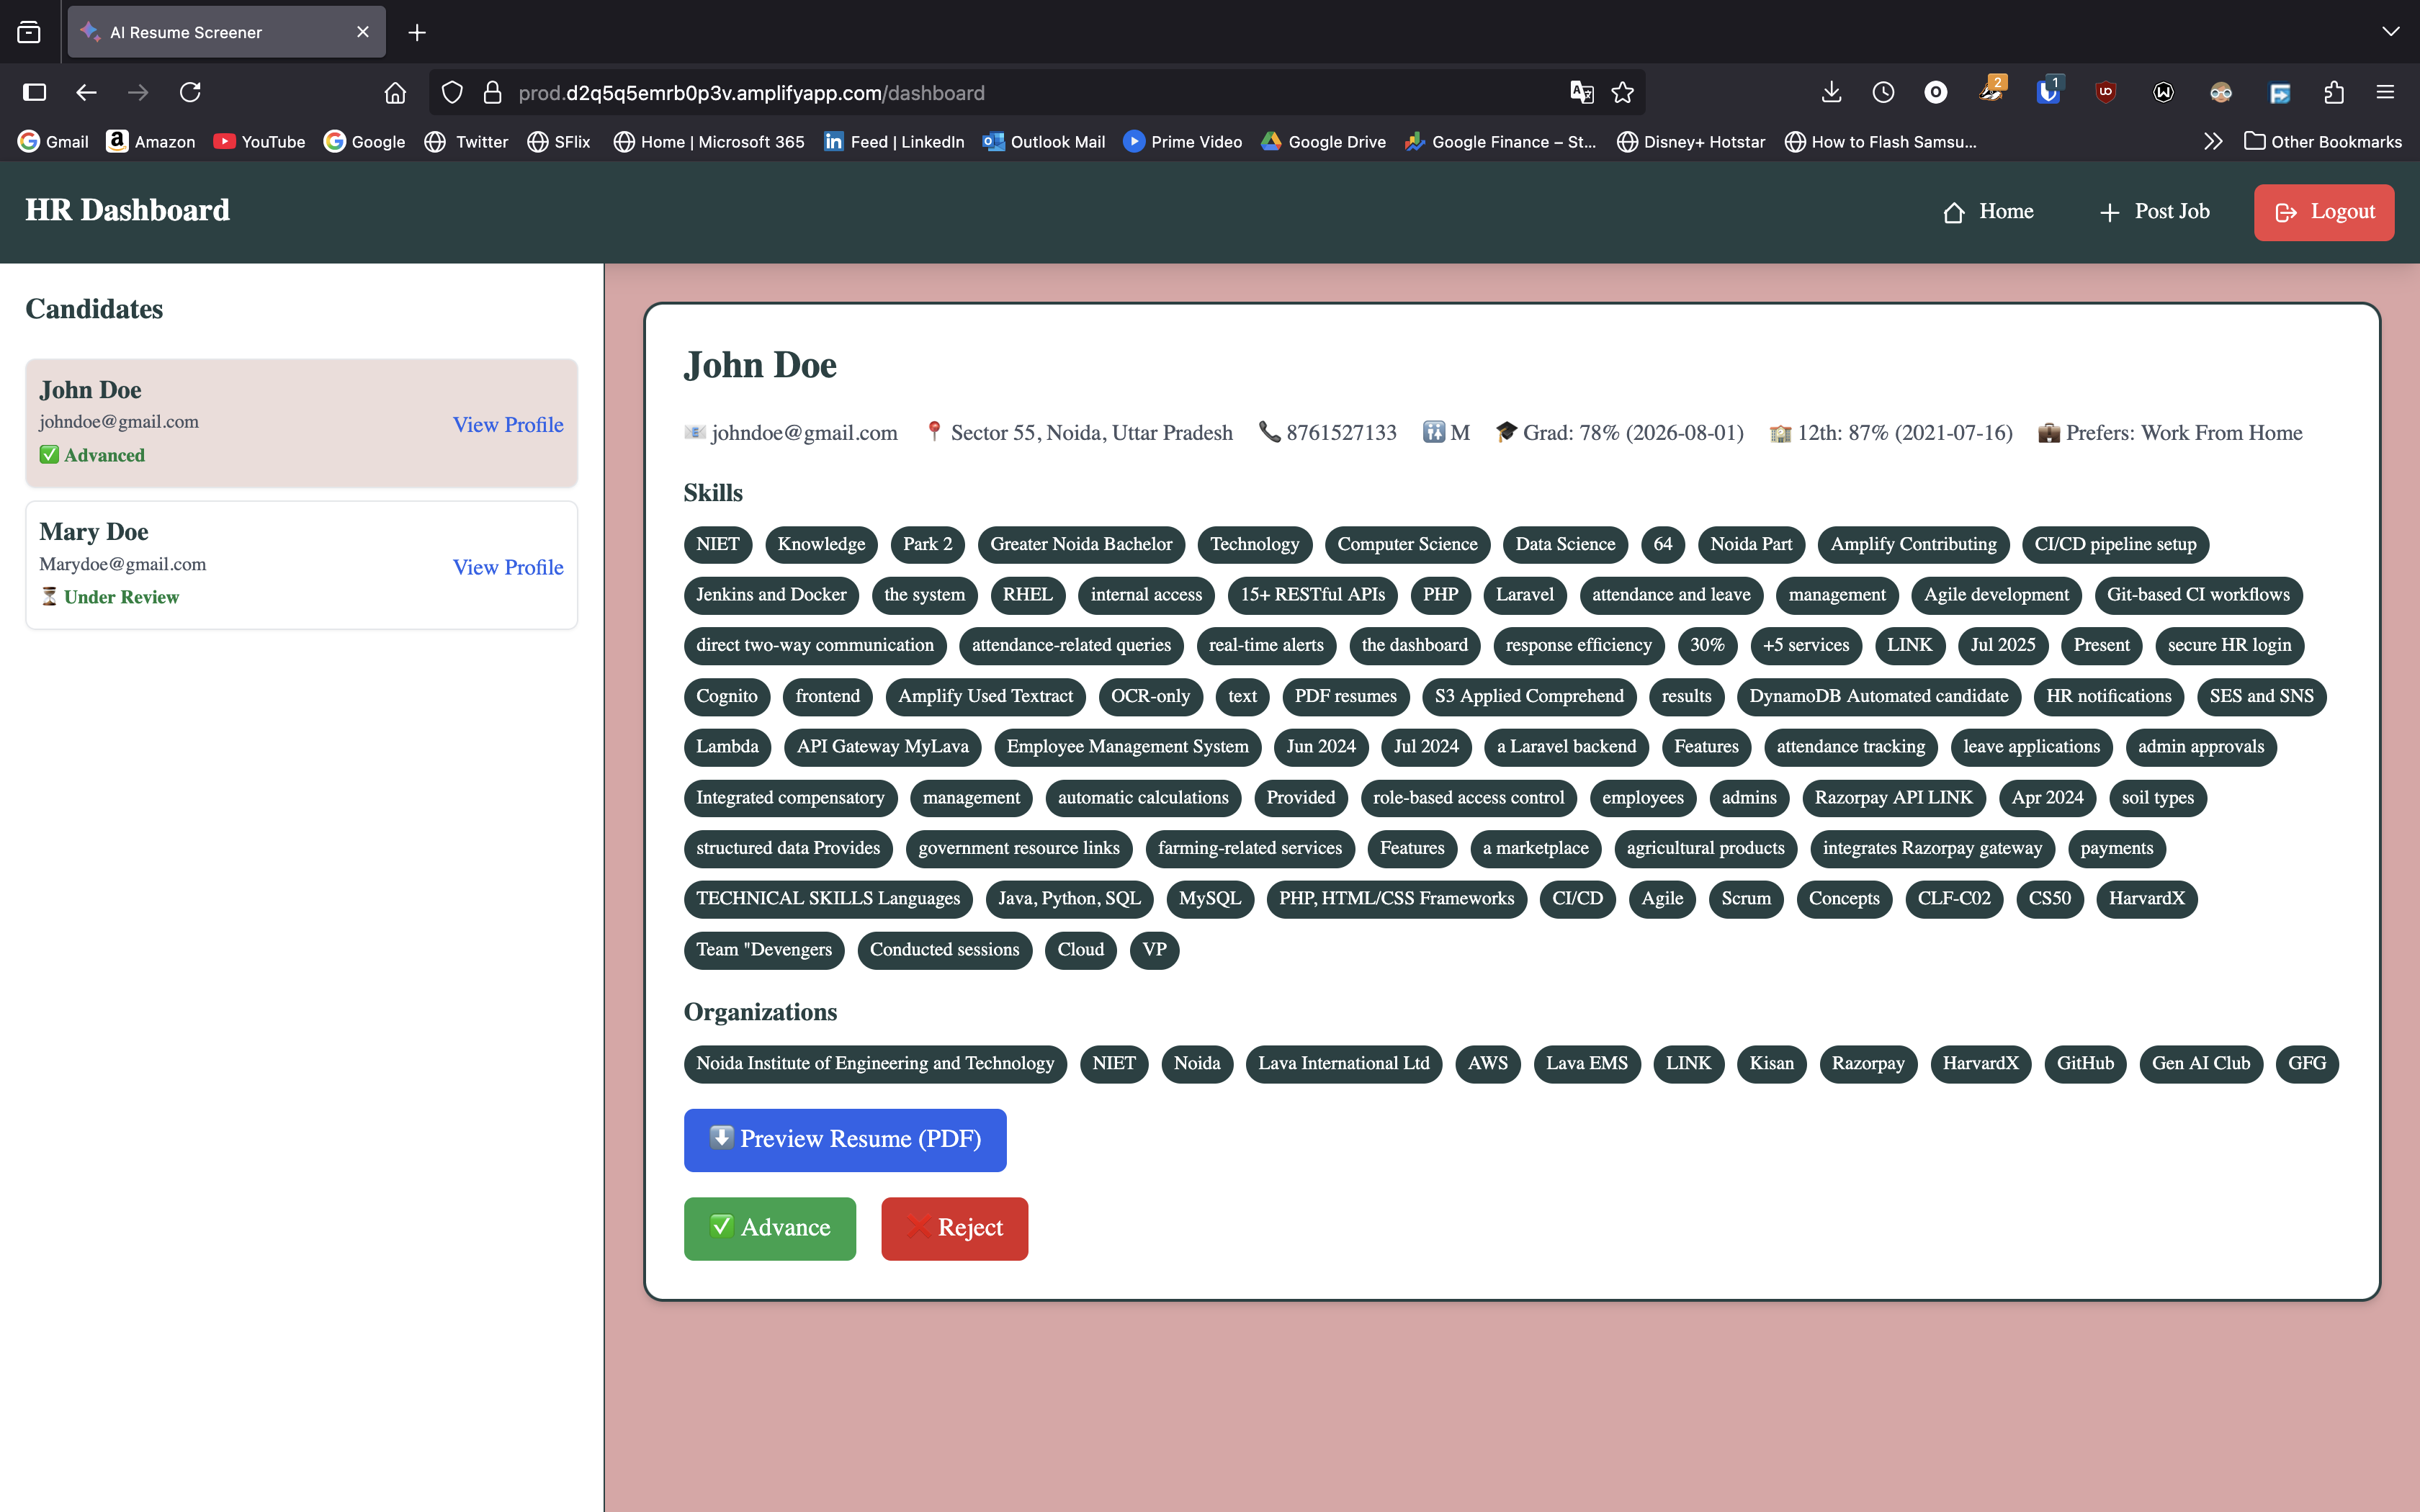 AI Resume Screener
prod.d2q5q5emrb0p3v.amplifyapp.com/dashboard
2
1
Gmail Amazon YouTube Google Twitter SFlix Home | Microsoft 365 Feed | LinkedIn Outlook Mail Prime Video Google Drive Google Finance – St... Disney+ Hotstar How to Flash Samsu... Other Bookmarks
HR Dashboard
Home Post Job Logout
Candidates
John Doe
johndoe@gmail.com
View Profile
Advanced
Mary Doe
Marydoe@gmail.com
View Profile
Under Review
John Doe
johndoe@gmail.com Sector 55, Noida, Uttar Pradesh 8761527133 M Grad: 78% (2026-08-01) 12th: 87% (2021-07-16) Prefers: Work From Home
Skills
NIET Knowledge Park 2 Greater Noida Bachelor Technology Computer Science Data Science 64 Noida Part Amplify Contributing CI/CD pipeline setup
Jenkins and Docker the system RHEL internal access 15+ RESTful APIs PHP Laravel attendance and leave management Agile development Git-based CI workflows
direct two-way communication attendance-related queries real-time alerts the dashboard response efficiency 30% +5 services LINK Jul 2025 Present secure HR login
Cognito frontend Amplify Used Textract OCR-only text PDF resumes S3 Applied Comprehend results DynamoDB Automated candidate HR notifications SES and SNS
Lambda API Gateway MyLava Employee Management System Jun 2024 Jul 2024 a Laravel backend Features attendance tracking leave applications admin approvals
Integrated compensatory management automatic calculations Provided role-based access control employees admins Razorpay API LINK Apr 2024 soil types
structured data Provides government resource links farming-related services Features a marketplace agricultural products integrates Razorpay gateway payments
TECHNICAL SKILLS Languages Java, Python, SQL MySQL PHP, HTML/CSS Frameworks CI/CD Agile Scrum Concepts CLF-C02 CS50 HarvardX
Team "Devengers Conducted sessions Cloud VP
Organizations
Noida Institute of Engineering and Technology NIET Noida Lava International Ltd AWS Lava EMS LINK Kisan Razorpay HarvardX GitHub Gen AI Club GFG
Preview Resume (PDF)
Advance Reject